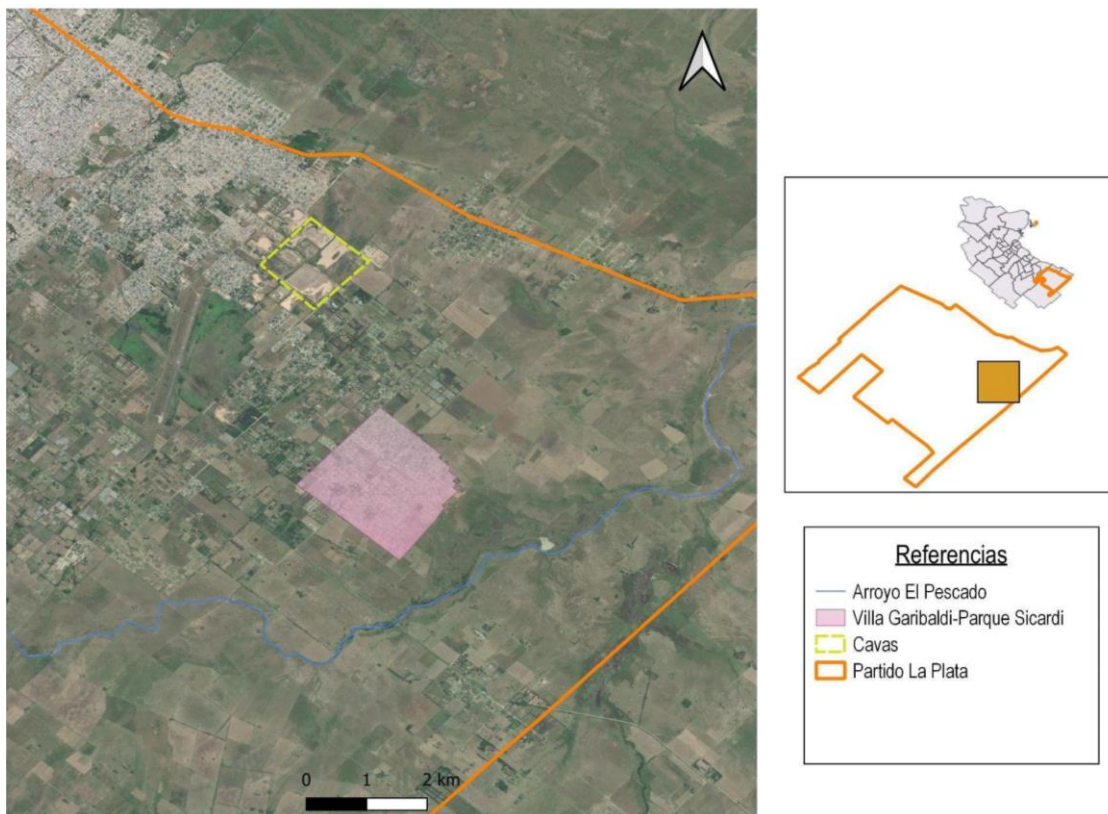 0 1 2 km
Referencias
Arroyo El Pescado
Villa Garibaldi-Parque Sicardi
Cavas
Partido La Plata